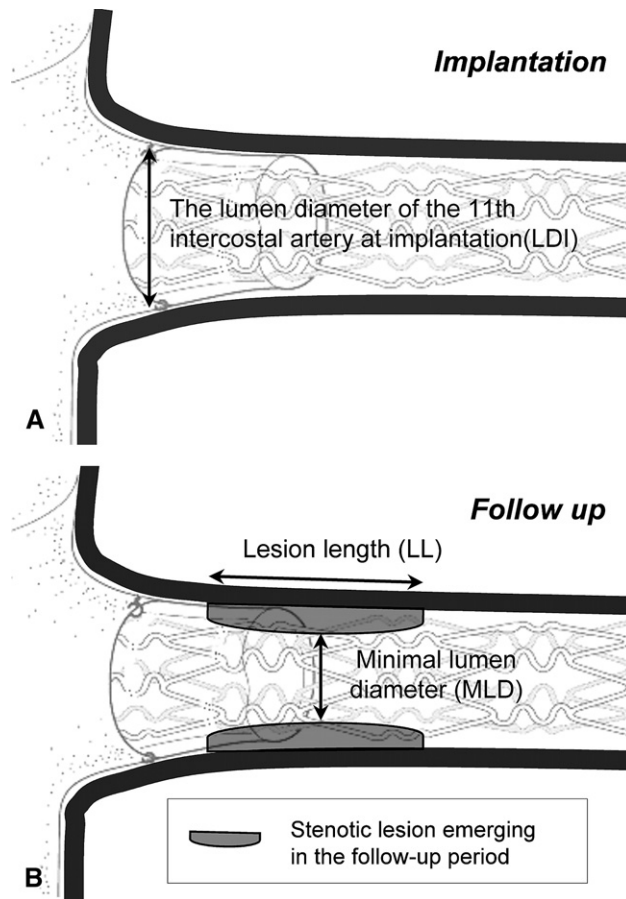 Implantation
The lumen diameter of the 11th
intercostal artery at implantation(LDI)
A
Follow up
Lesion length (LL)
Minimal lumen
diameter (MLD)
Stenotic lesion emerging
in the follow-up period
B